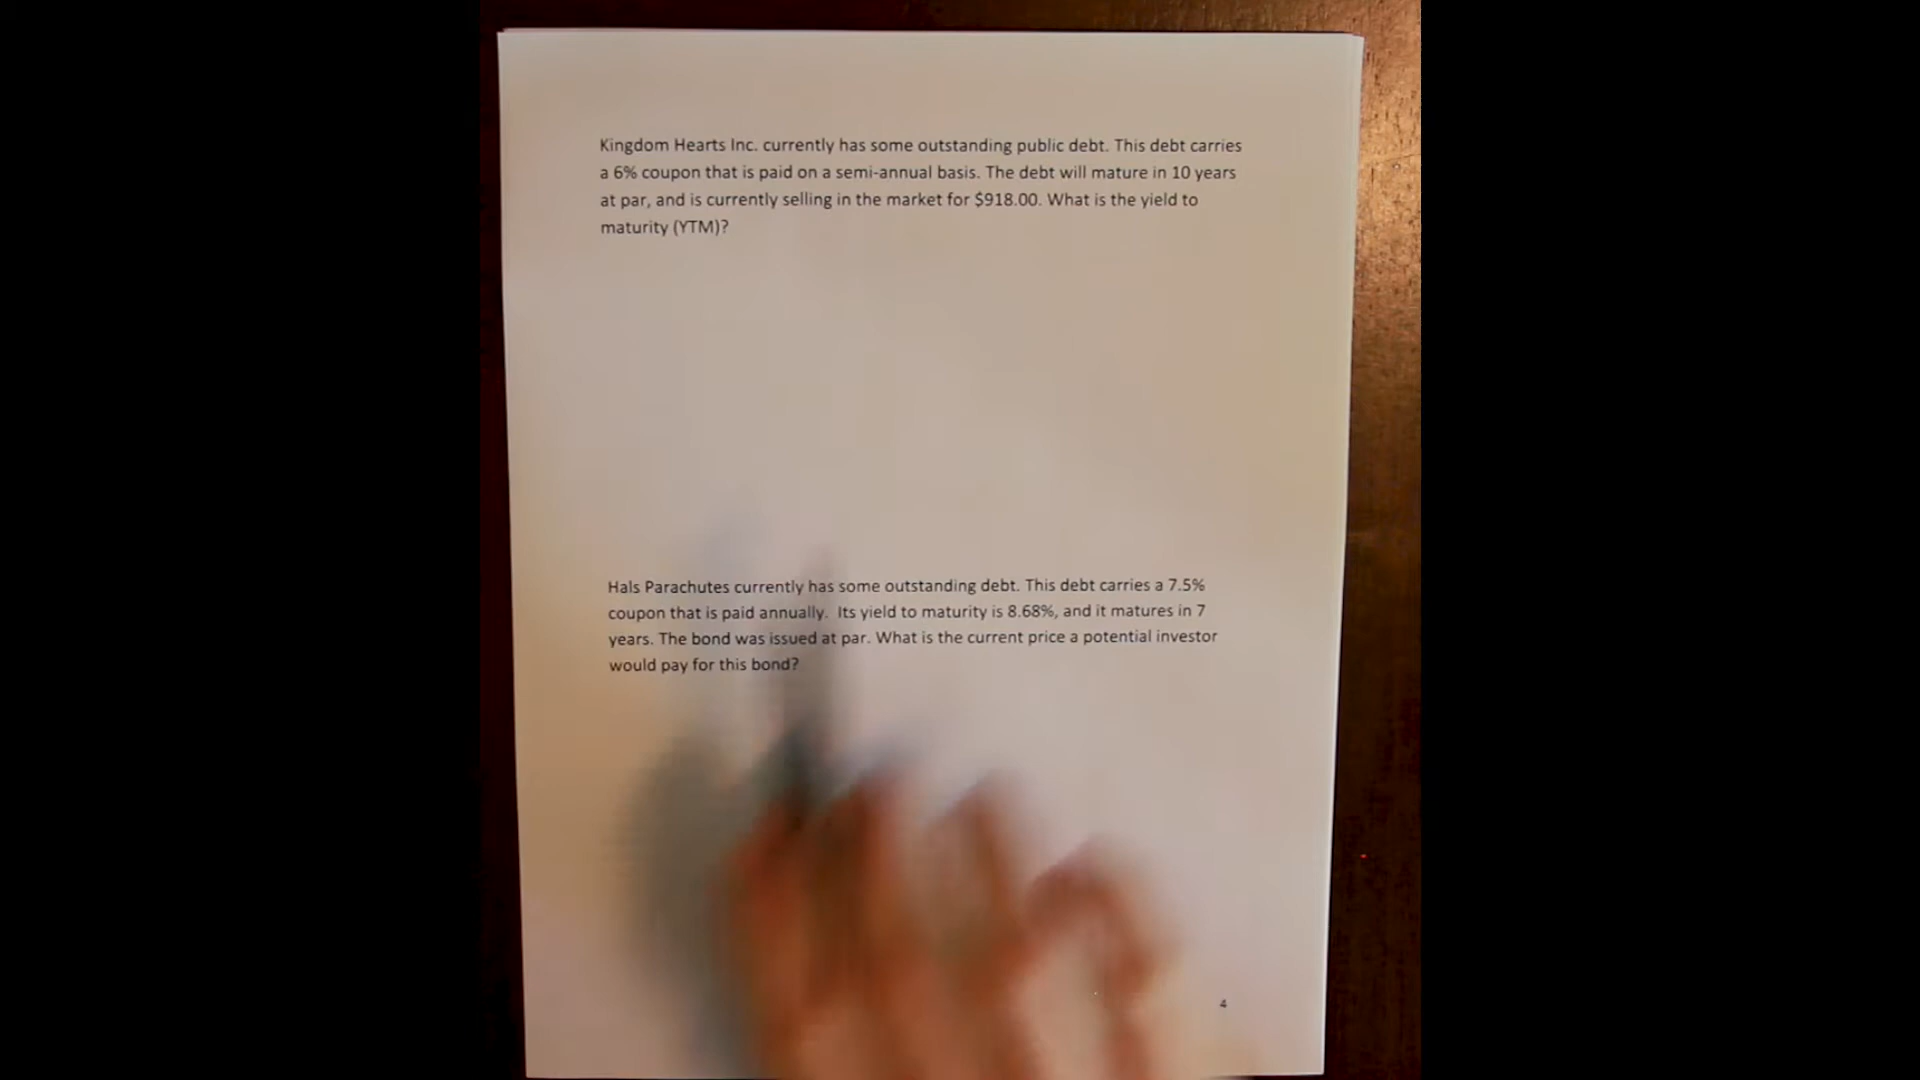 Kingdom Hearts Inc. currently has some outstanding public debt. This debt carries
a 6% coupon that is paid on a semi-annual basis. The debt will mature in 10 years
at par, and is currently selling in the market for $918.00. What is the yield to
maturity (YTM)?
Hals Parachutes currently has some outstanding debt. This debt carries a 7.5%
coupon that is paid annually. Its yield to maturity is 8.68%, and it matures in 7
years. The bond was issued at par. What is the current price a potential investor
would pay for this bond?
4